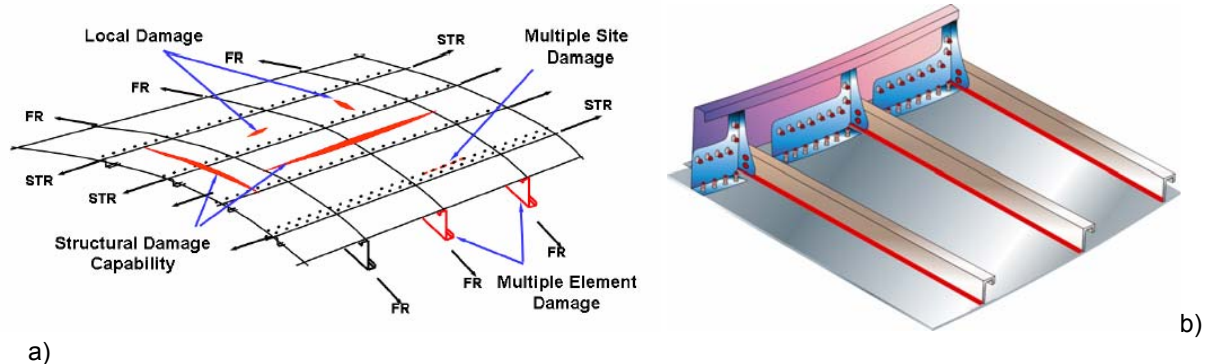 Local Damage
FR
FR
FR
STR
Multiple Site
Damage
STR
STR
STR
Structural Damage
Capability
FR
FR
FR
Multiple Element
Damage
a)
b)